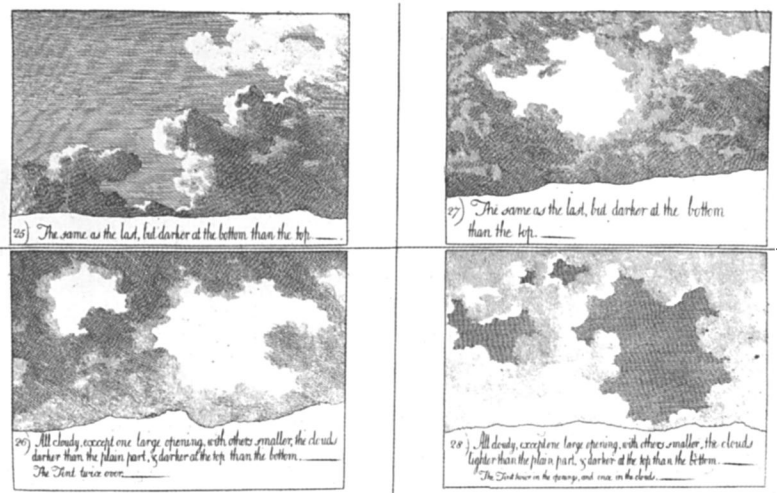 25) The same as the last, but darker at the bottom than the top.
27) The same as the last, but darker at the bottom
than the top.
26) All cloudy, except one large opening, with others smaller, the clouds
darker than the plain part, & darker at the top than the bottom.
The Tint twice over.
28) All cloudy, except one large opening, with others smaller, the clouds
lighter than the plain part, & darker at the top than the bottom.
The Tint twice in the openings, and once in the clouds.